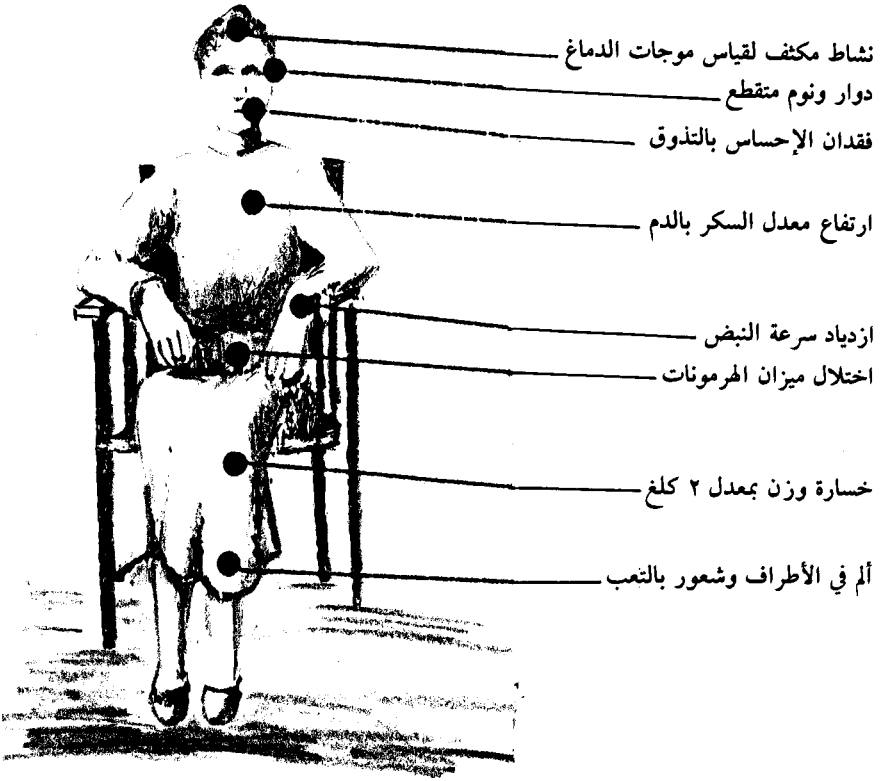 نشاط مكثف لقياس موجات الدماغ
دوار ونوم متقطع
فقدان الإحساس بالتذوق
ارتفاع معدل السكر بالدم
ازدياد سرعة النبض
اختلال ميزان الهرمونات
خسارة وزن بمعدل ٢ كلغ
ألم في الأطراف وشعور بالتعب